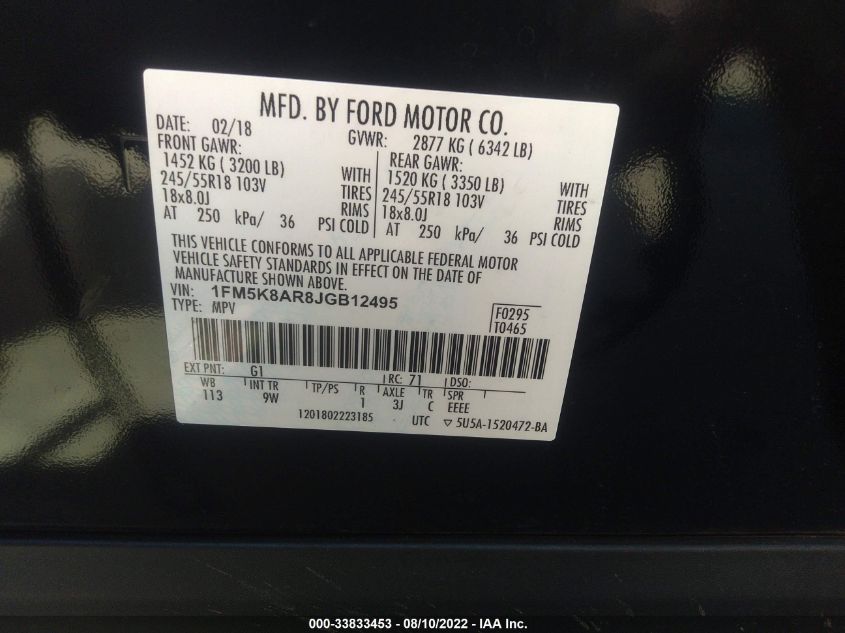 MFD. BY FORD MOTOR CO.
DATE: 02/18 GVWR: 2877 KG ( 6342 LB)
FRONT GAWR: REAR GAWR:
1452 KG ( 3200 LB) WITH 1520 KG ( 3350 LB) WITH
245/55R18 103V TIRES 245/55R18 103V TIRES
18x8.0J RIMS 18x8.0J RIMS
AT 250 kPa/ 36 PSI COLD AT 250 kPa/ 36 PSI COLD
THIS VEHICLE CONFORMS TO ALL APPLICABLE FEDERAL MOTOR
VEHICLE SAFETY STANDARDS IN EFFECT ON THE DATE OF
MANUFACTURE SHOWN ABOVE.
VIN: 1FM5K8AR8JGB12495 F0295
TYPE: MPV T0465
EXT PNT: G1 RC: 71 DSO:
WB INT TR TP/PS R AXLE TR SPR
113 9W 1 3J C EEEE
1201802223185 UTC ▽ 5U5A-1520472-BA
000-33833453 - 08/10/2022 - IAA Inc.